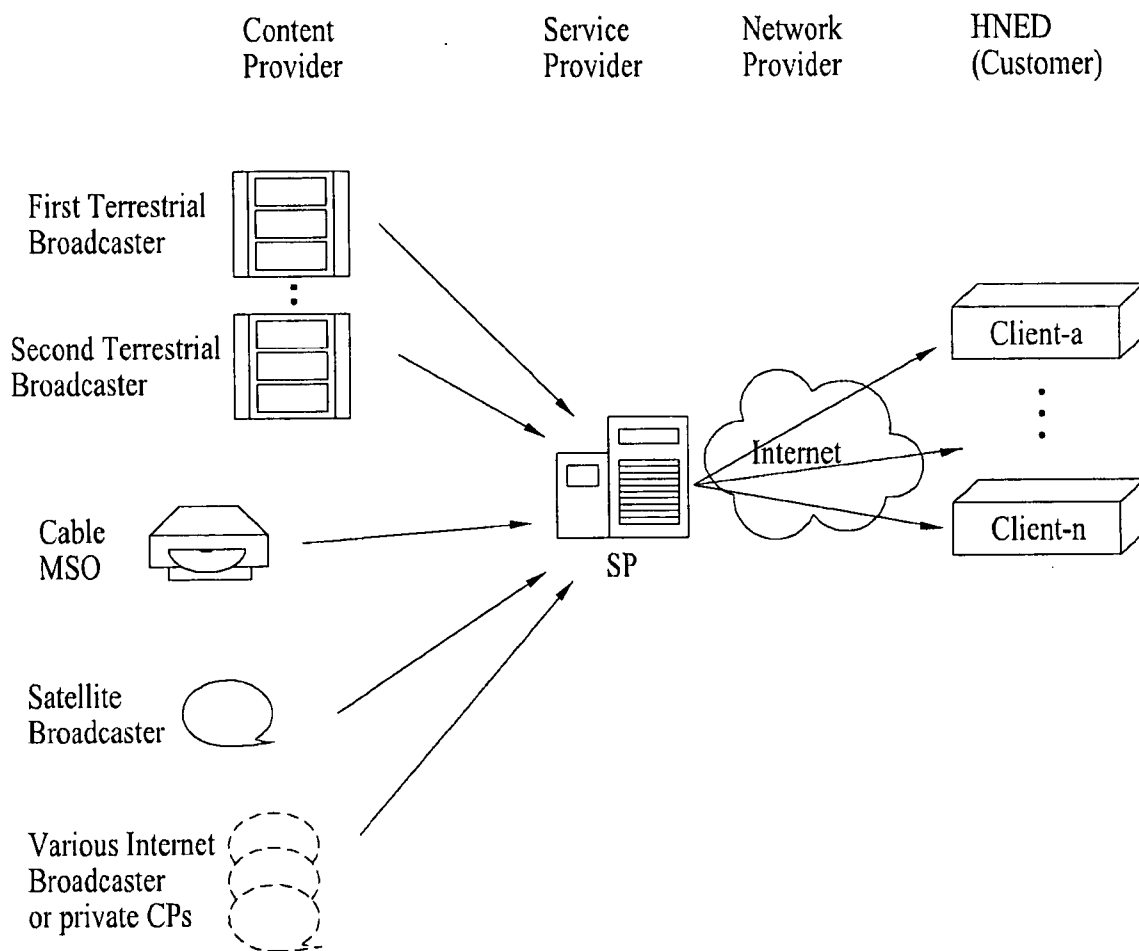 Content
Provider
Service
Provider
Network
Provider
HNED
(Customer)
First Terrestrial
Broadcaster
Second Terrestrial
Broadcaster
Cable
MSO
Satellite
Broadcaster
Various Internet
Broadcaster
or private CPs
SP
Internet
Client-a
Client-n